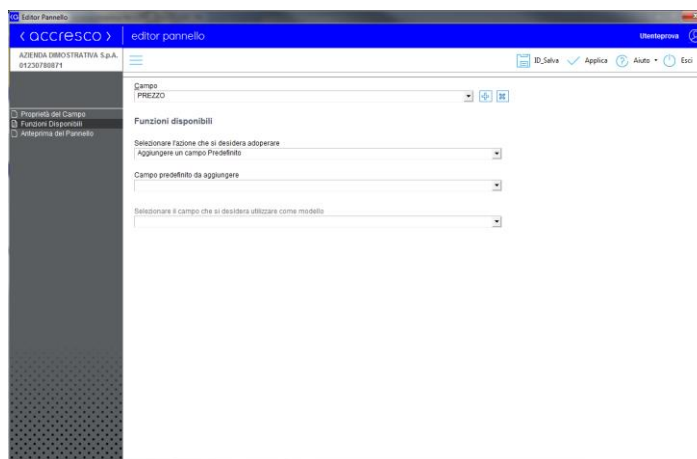 Editor Pannello
‹ accresco › editor pannello Utenteprova
AZIENDA DIMOSTRATIVA S.p.A.
01230780871
ID_Salva Applica Aiuto Esci
Campo
PREZZO
Proprietà del Campo
Funzioni Disponibili
Anteprima del Pannello
Funzioni disponibili
Selezionare l'azione che si desidera adoperare
Aggiungere un campo Predefinito
Campo predefinito da aggiungere
Selezionare il campo che si desidera utilizzare come modello